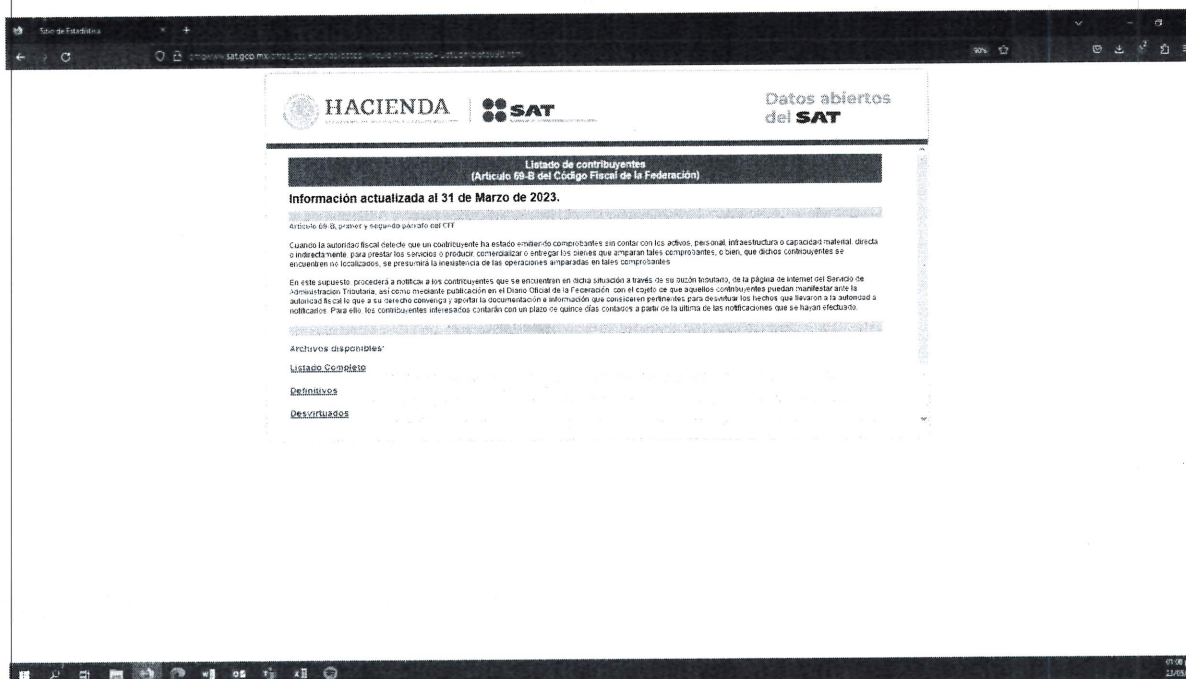 Sitio de Estadística
sat.gob.mx
90%
HACIENDA
SAT
Datos abiertos
del SAT
Listado de contribuyentes
(Artículo 69-B del Código Fiscal de la Federación)
Información actualizada al 31 de Marzo de 2023.
Artículo 69-B, primer y segundo párrafo del CFF
Cuando la autoridad fiscal detecte que un contribuyente ha estado emitiendo comprobantes sin contar con los activos, personal, infraestructura o capacidad material, directa
o indirectamente, para prestar los servicios o producir, comercializar o entregar los bienes que amparan tales comprobantes, o bien, que dichos contribuyentes se
encuentren no localizados, se presumirá la inexistencia de las operaciones amparadas en tales comprobantes
En este supuesto, procederá a notificar a los contribuyentes que se encuentren en dicha situación a través de su buzón tributario, de la página de internet del Servicio de
Administración Tributaria, así como mediante publicación en el Diario Oficial de la Federación, con el objeto de que aquellos contribuyentes puedan manifestar ante la
autoridad fiscal lo que a su derecho convenga y aportar la documentación e información que consideren pertinentes para desvirtuar los hechos que llevaron a la autoridad a
notificarlos. Para ello, los contribuyentes interesados contarán con un plazo de quince días contados a partir de la última de las notificaciones que se hayan efectuado.
Archivos disponibles*
Listado Completo
Definitivos
Desvirtuados
01:08